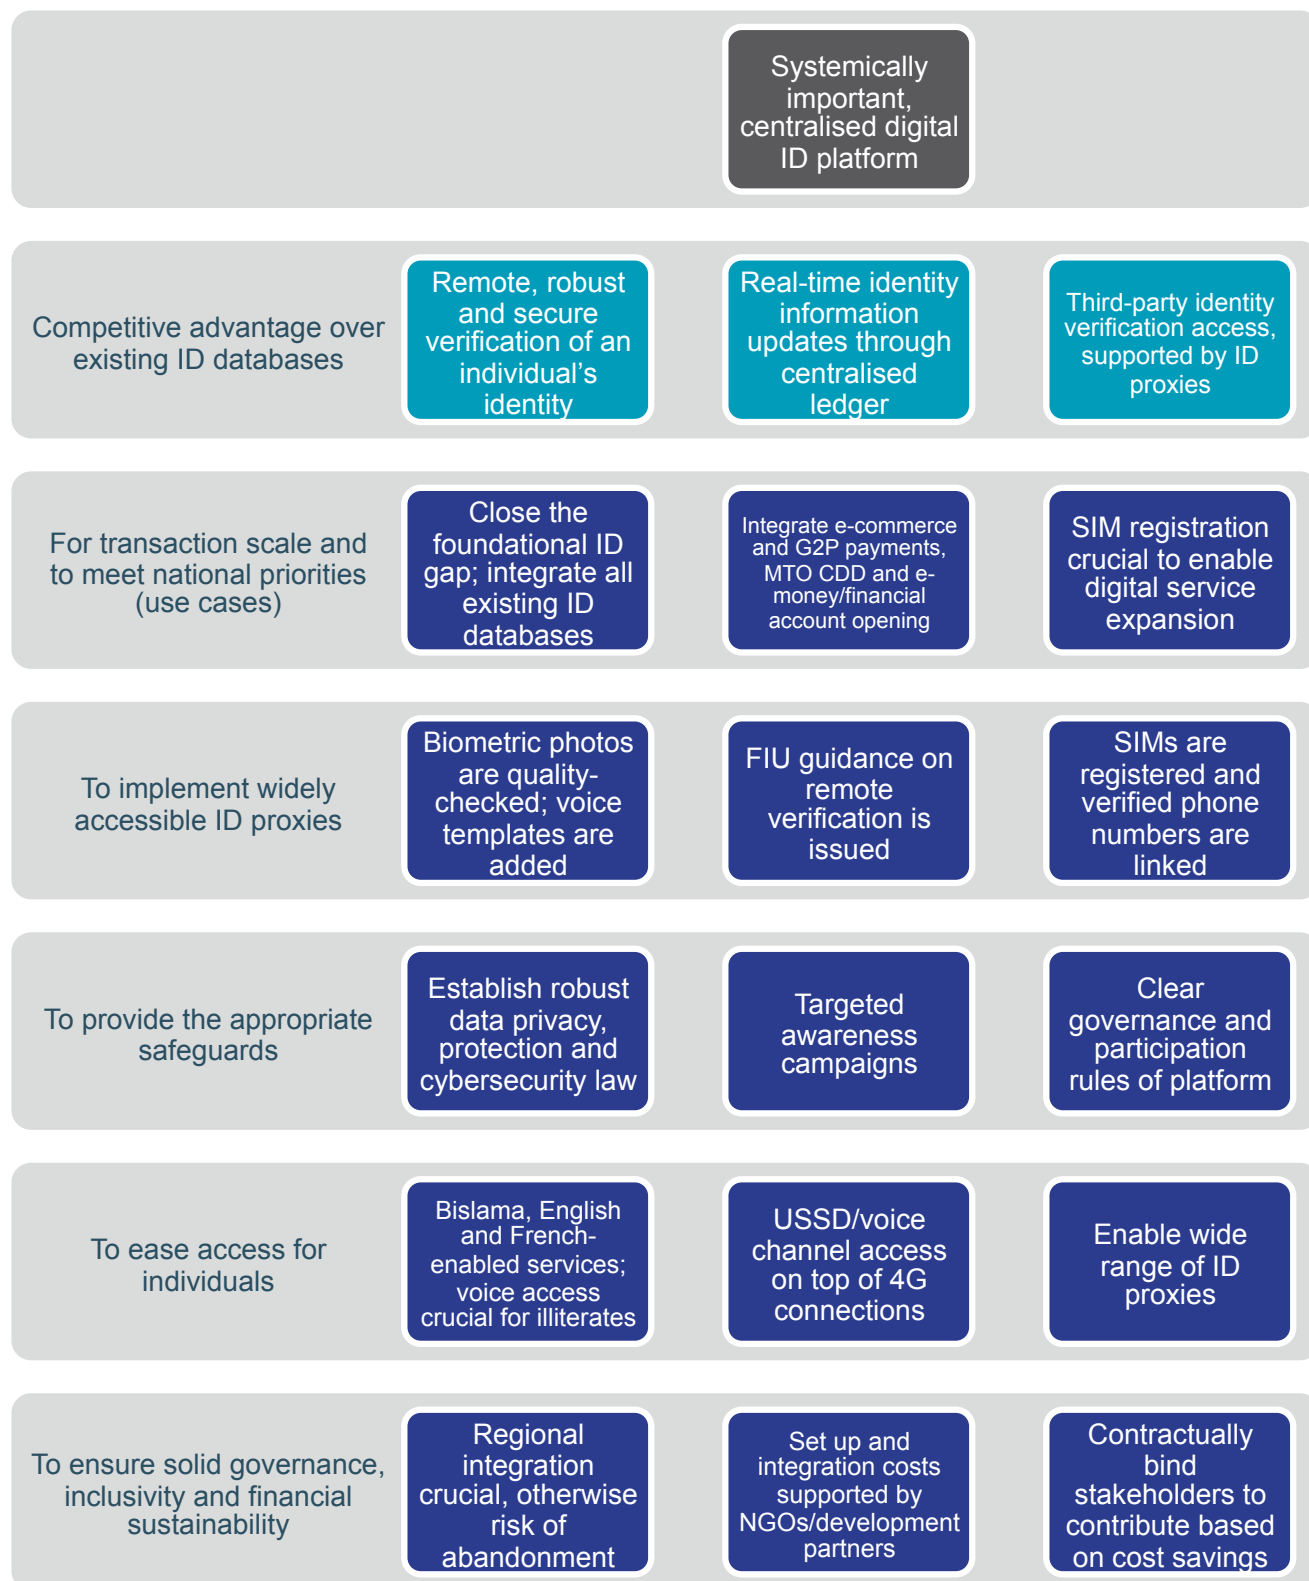 Systemically
important,
centralised digital
ID platform
Competitive advantage over
existing ID databases
Remote, robust
and secure
verification of an
individual’s
identity
Real-time identity
information
updates through
centralised
ledger
Third-party identity
verification access,
supported by ID
proxies
For transaction scale and
to meet national priorities
(use cases)
Close the
foundational ID
gap; integrate all
existing ID
databases
Integrate e-commerce
and G2P payments,
MTO CDD and e-
money/financial
account opening
SIM registration
crucial to enable
digital service
expansion
To implement widely
accessible ID proxies
Biometric photos
are quality-
checked; voice
templates are
added
FIU guidance on
remote
verification is
issued
SIMs are
registered and
verified phone
numbers are
linked
To provide the appropriate
safeguards
Establish robust
data privacy,
protection and
cybersecurity law
Targeted
awareness
campaigns
Clear
governance and
participation
rules of platform
To ease access for
individuals
Bislama, English
and French-
enabled services;
voice access
crucial for illiterates
USSD/voice
channel access
on top of 4G
connections
Enable wide
range of ID
proxies
To ensure solid governance,
inclusivity and financial
sustainability
Regional
integration
crucial, otherwise
risk of
abandonment
Set up and
integration costs
supported by
NGOs/development
partners
Contractually
bind
stakeholders to
contribute based
on cost savings